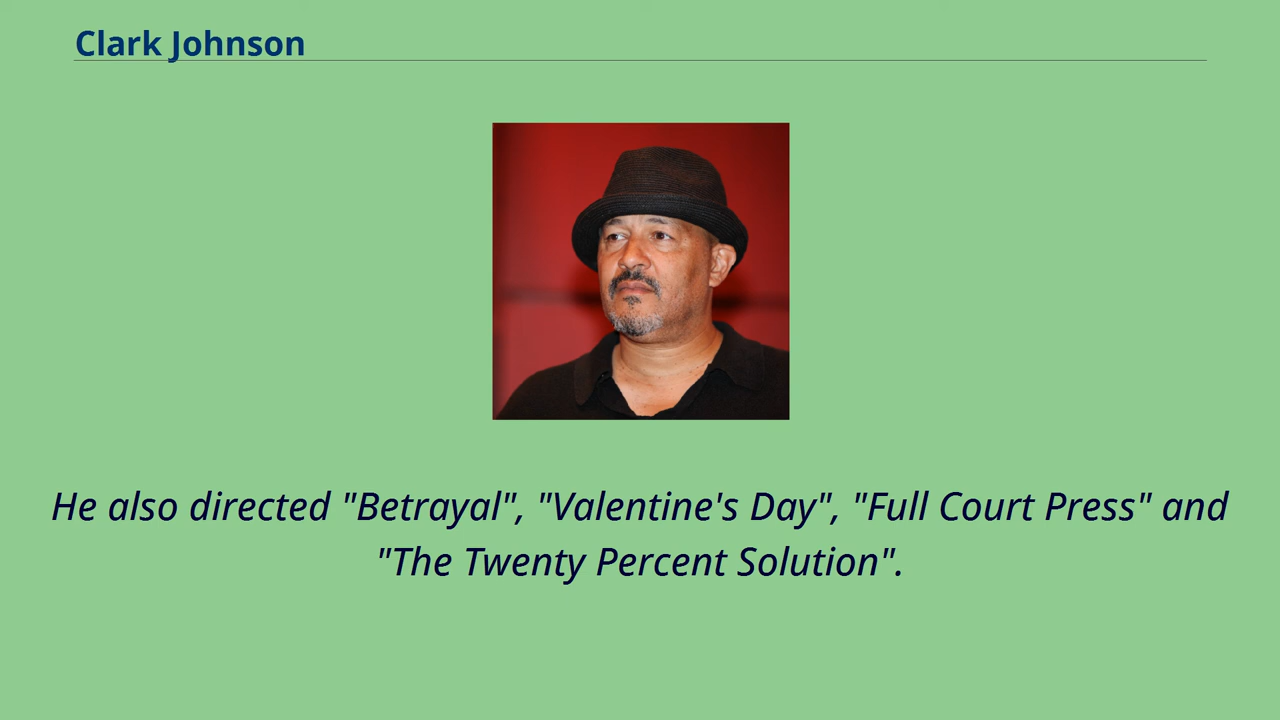 Clark Johnson
He also directed "Betrayal", "Valentine's Day", "Full Court Press" and
"The Twenty Percent Solution".